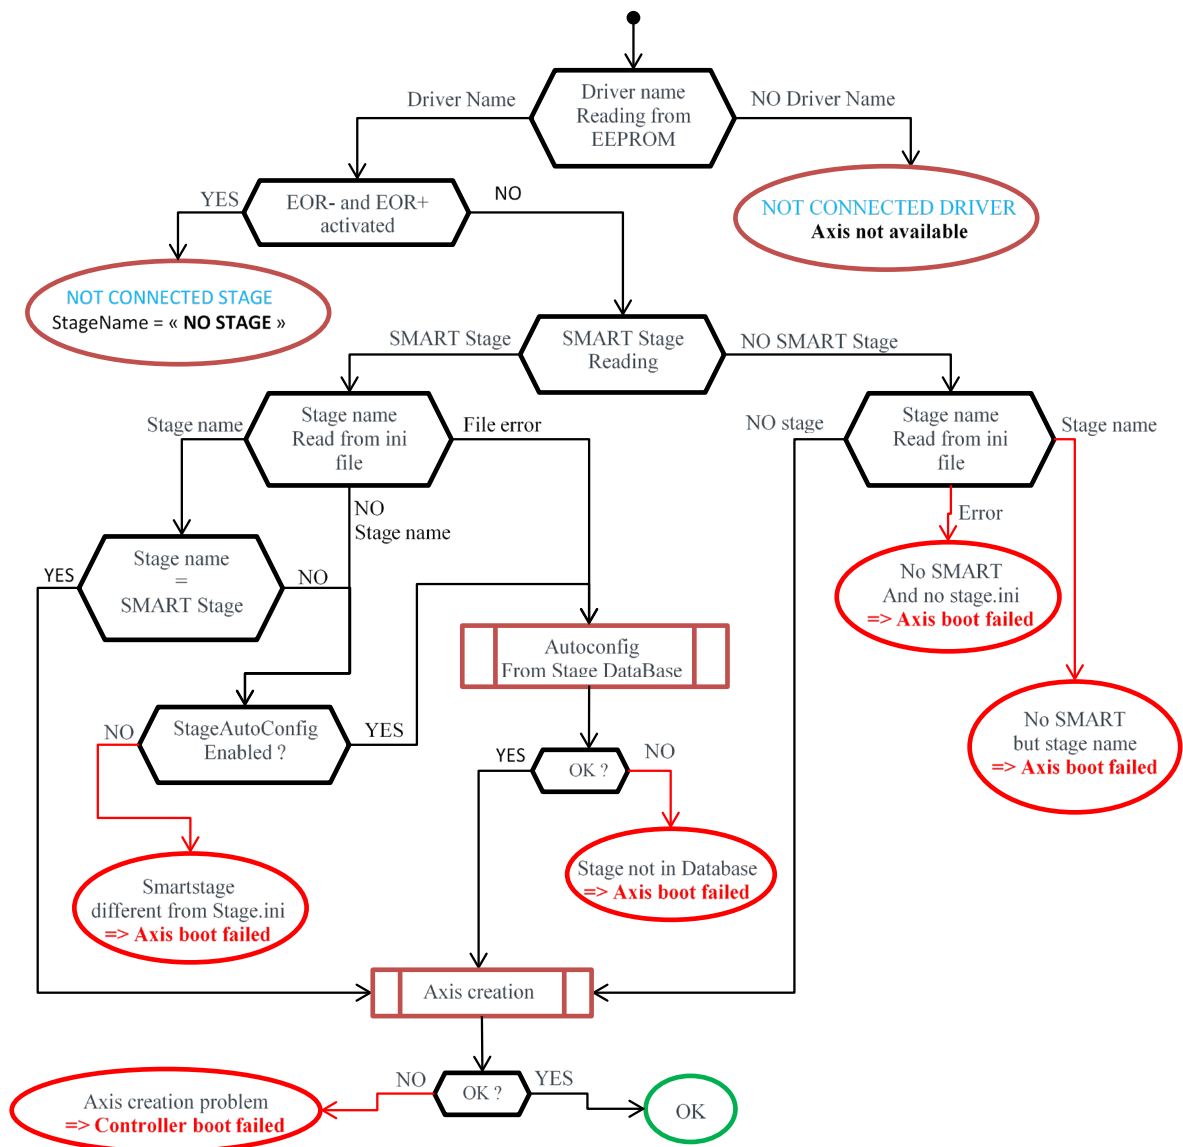 Driver name
Reading from
EEPROM
Driver Name
NO Driver Name
EOR- and EOR+
activated
YES
NO
NOT CONNECTED DRIVER
Axis not available
NOT CONNECTED STAGE
StageName = « NO STAGE »
SMART Stage
Reading
SMART Stage
NO SMART Stage
Stage name
Read from ini
file
Stage name
File error
NO
Stage name
Stage name
Read from ini
file
NO stage
Stage name
Error
Stage name
=
SMART Stage
YES
NO
No SMART
And no stage.ini
=> Axis boot failed
Autoconfig
From Stage DataBase
No SMART
but stage name
=> Axis boot failed
StageAutoConfig
Enabled ?
NO
YES
OK ?
YES
NO
Stage not in Database
=> Axis boot failed
Smartstage
different from Stage.ini
=> Axis boot failed
Axis creation
OK ?
NO
YES
Axis creation problem
=> Controller boot failed
OK